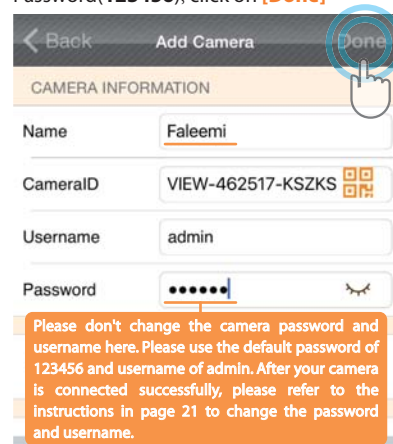 Password(123456), click on [Done]
Back Add Camera Done
CAMERA INFORMATION
Name Faleemi
CameraID VIEW-462517-KSZKS
Username admin
Password ••••••
Please don't change the camera password and
username here. Please use the default password of
123456 and username of admin. After your camera
is connected successfully, please refer to the
instructions in page 21 to change the password
and username.